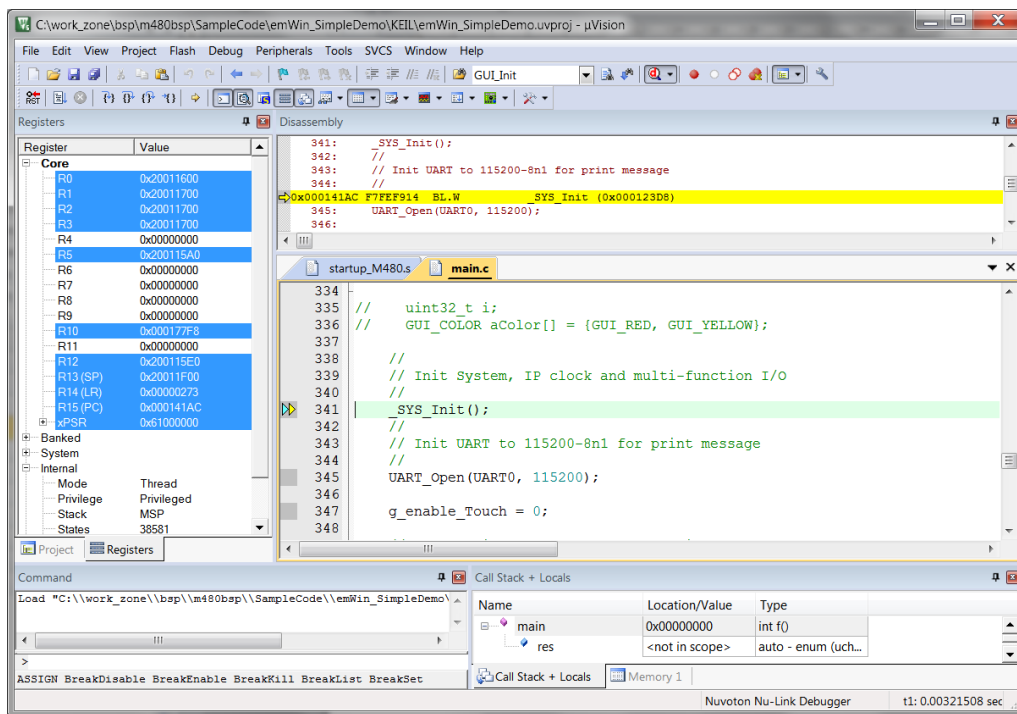 C:\work_zone\bsp\m480bsp\SampleCode\emWin_SimpleDemo\KEIL\emWin_SimpleDemo.uvproj - µVision
File Edit View Project Flash Debug Peripherals Tools SVCS Window Help
GUI_Init
RST
Registers
Register Value
Core
R0 0x20011600
R1 0x20011700
R2 0x20011700
R3 0x20011700
R4 0x00000000
R5 0x200115A0
R6 0x00000000
R7 0x00000000
R8 0x00000000
R9 0x00000000
R10 0x000177F8
R11 0x00000000
R12 0x200115E0
R13 (SP) 0x20011F00
R14 (LR) 0x00000273
R15 (PC) 0x000141AC
xPSR 0x61000000
Banked
System
Internal
Mode Thread
Privilege Privileged
Stack MSP
States 38581
Project Registers
Disassembly
341: _SYS_Init();
342: //
343: // Init UART to 115200-8n1 for print message
344: //
0x000141AC F7FEF914 BL.W _SYS_Init (0x000123D8)
345: UART_Open(UART0, 115200);
346:
startup_M480.s main.c
334
335 // uint32_t i;
336 // GUI_COLOR aColor[] = {GUI_RED, GUI_YELLOW};
337
338 //
339 // Init System, IP clock and multi-function I/O
340 //
341 _SYS_Init();
342 //
343 // Init UART to 115200-8n1 for print message
344 //
345 UART_Open(UART0, 115200);
346
347 g_enable_Touch = 0;
348
Command
Load "C:\\work_zone\\bsp\\m480bsp\\SampleCode\\emWin_SimpleDemo\
>
ASSIGN BreakDisable BreakEnable BreakKill BreakList BreakSet
Call Stack + Locals
Name Location/Value Type
main 0x00000000 int f()
res <not in scope> auto - enum (uch...
Call Stack + Locals Memory 1
Nuvoton Nu-Link Debugger t1: 0.00321508 sec